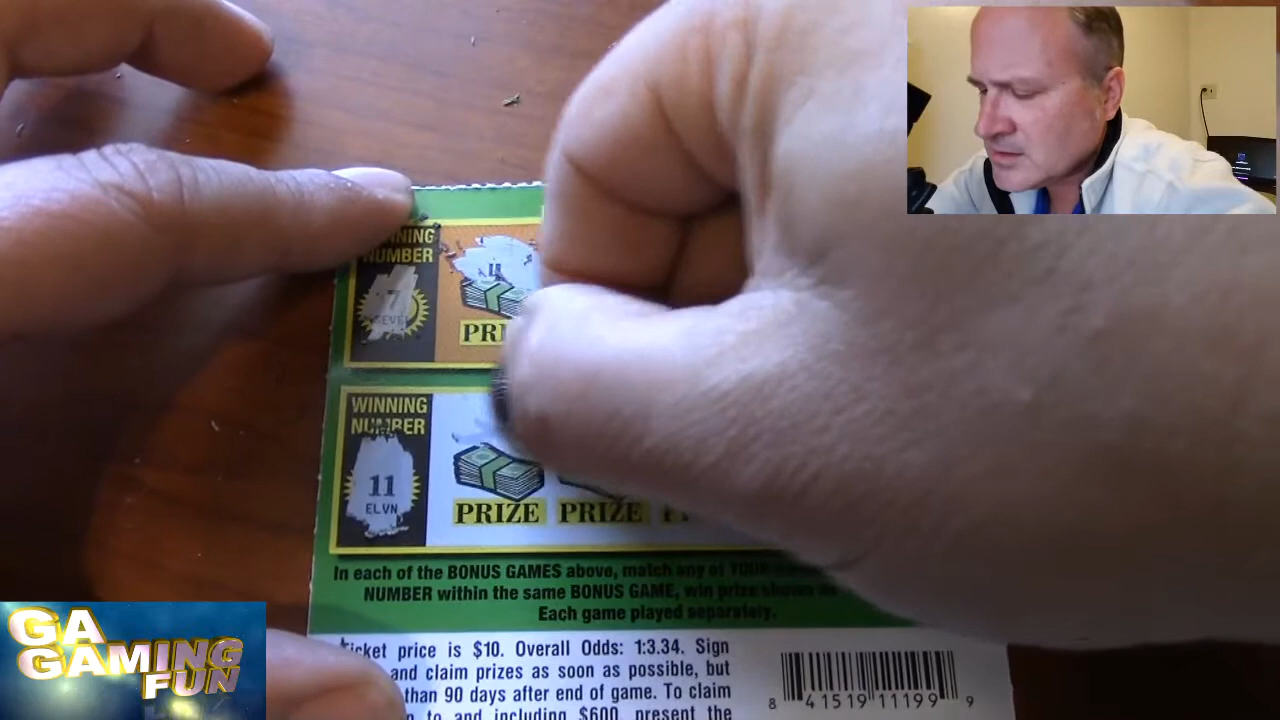 WINNING
NUMBER
7
PRI
WINNING
NUMBER
11
ELVN
PRIZE PRIZE
In each of the BONUS GAMES above, match any of YOUR
NUMBER within the same BONUS GAME, win prize shown
Each game played separately.
Ticket price is $10. Overall Odds: 1:3.34. Sign
and claim prizes as soon as possible, but
than 90 days after end of game. To claim
to and including $600, present the
8 41519 11199 9
GA
GAMING
FUN